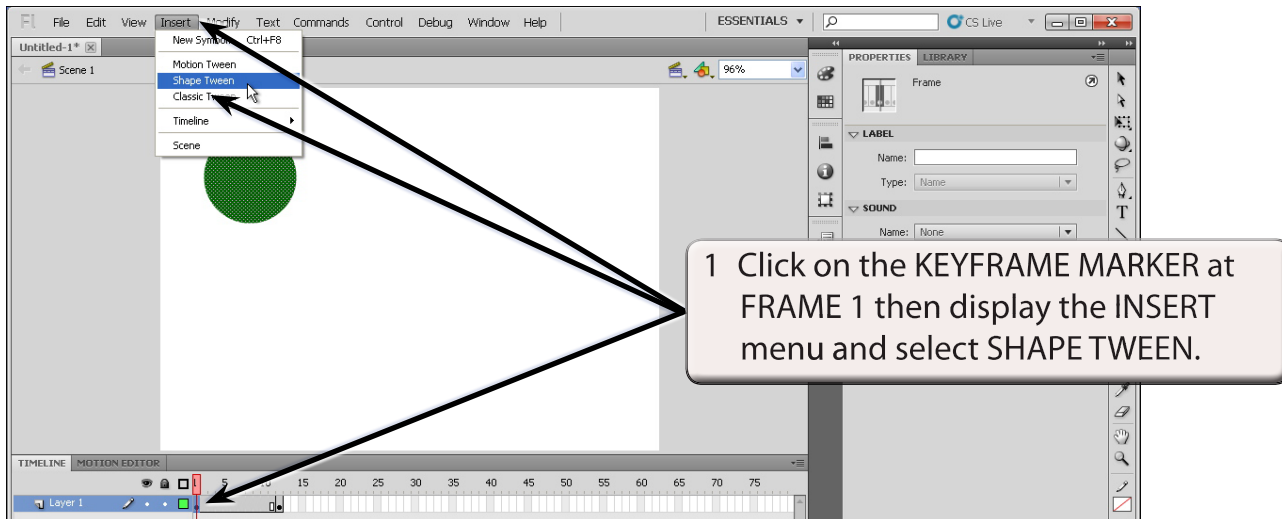 Fl File Edit View Insert Modify Text Commands Control Debug Window Help ESSENTIALS CS Live
Untitled-1*
Scene 1
96%
New Symbol Ctrl+F8
Motion Tween
Shape Tween
Classic
Timeline
Scene
PROPERTIES LIBRARY
Frame
LABEL
Name:
Type: Name
SOUND
Name: None
1 Click on the KEYFRAME MARKER at
FRAME 1 then display the INSERT
menu and select SHAPE TWEEN.
TIMELINE MOTION EDITOR
1 5 15 20 25 30 35 40 45 50 55 60 65 70 75
Layer 1